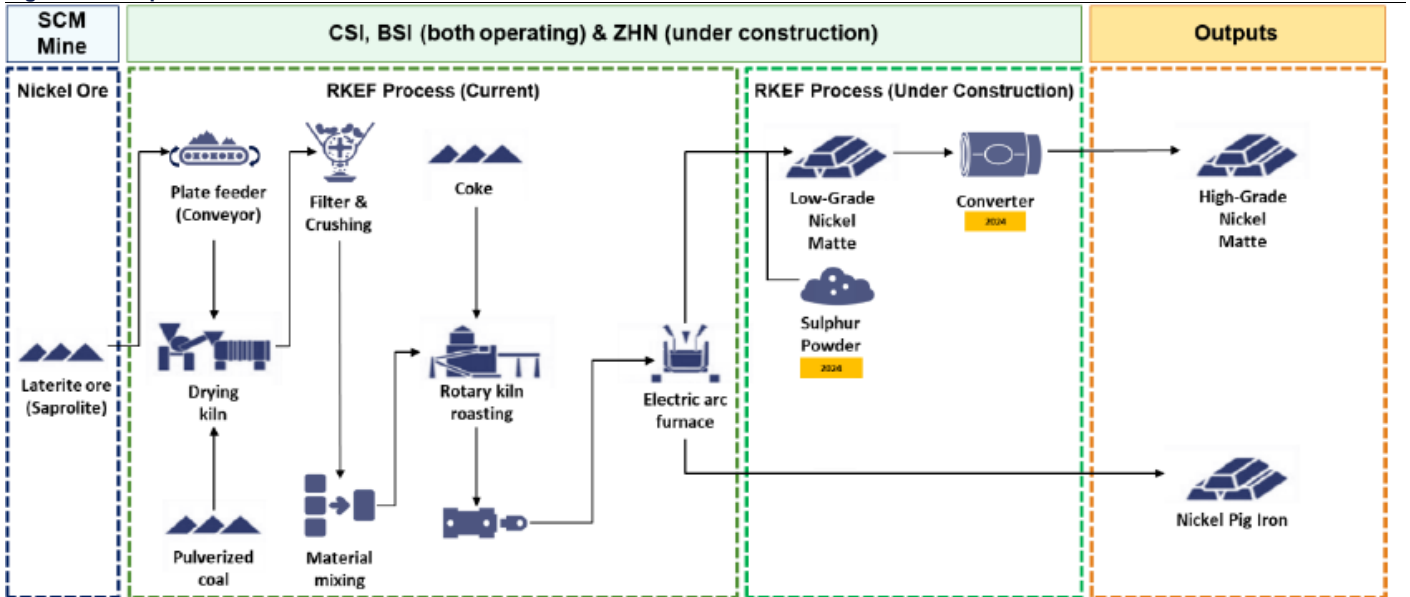 SCM
Mine
CSI, BSI (both operating) & ZHN (under construction)
Outputs
Nickel Ore
RKEF Process (Current)
RKEF Process (Under Construction)
Plate feeder
(Conveyor)
Filter &
Crushing
Coke
Low-Grade
Nickel
Matte
Converter
2024
High-Grade
Nickel
Matte
Laterite ore
(Saprolite)
Drying
kiln
Rotary kiln
roasting
Electric arc
furnace
Sulphur
Powder
2024
Pulverized
coal
Material
mixing
Nickel Pig Iron